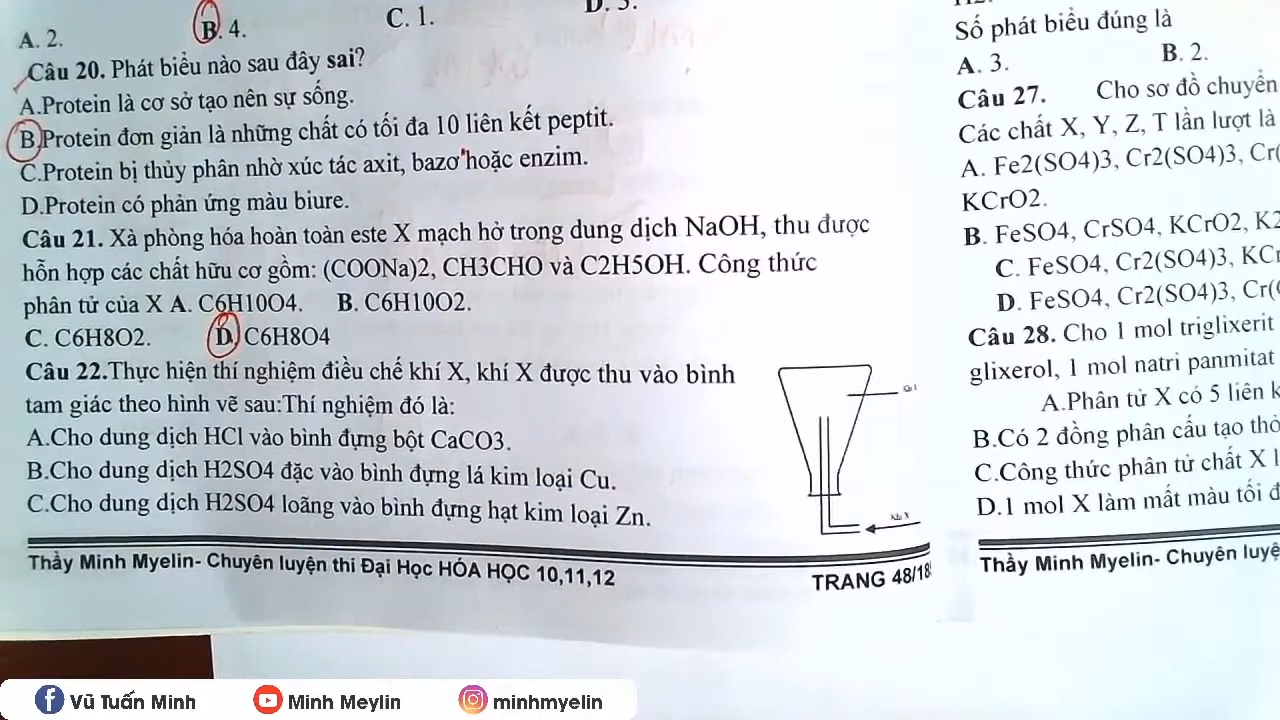 A. 2.
B. 4.
C. 1.
D. 3.
Câu 20. Phát biểu nào sau đây sai?
A.Protein là cơ sở tạo nên sự sống.
B.Protein đơn giản là những chất có tối đa 10 liên kết peptit.
C.Protein bị thủy phân nhờ xúc tác axit, bazơ hoặc enzim.
D.Protein có phản ứng màu biure.
Câu 21. Xà phòng hóa hoàn toàn este X mạch hở trong dung dịch NaOH, thu được
hỗn hợp các chất hữu cơ gồm: (COONa)2, CH3CHO và C2H5OH. Công thức
phân tử của X A. C6H10O4. B. C6H10O2.
C. C6H8O2. D. C6H8O4
Câu 22.Thực hiện thí nghiệm điều chế khí X, khí X được thu vào bình
tam giác theo hình vẽ sau:Thí nghiệm đó là:
A.Cho dung dịch HCl vào bình đựng bột CaCO3.
B.Cho dung dịch H2SO4 đặc vào bình đựng lá kim loại Cu.
C.Cho dung dịch H2SO4 loãng vào bình đựng hạt kim loại Zn.
Khí X
Thầy Minh Myelin- Chuyên luyện thi Đại Học HÓA HỌC 10,11,12
TRANG 48/18
Số phát biểu đúng là
A. 3. B. 2.
Câu 27. Cho sơ đồ chuyển
Các chất X, Y, Z, T lần lượt là
A. Fe2(SO4)3, Cr2(SO4)3, Cr(
KCrO2.
B. FeSO4, CrSO4, KCrO2, K2
C. FeSO4, Cr2(SO4)3, KCr
D. FeSO4, Cr2(SO4)3, Cr(
Câu 28. Cho 1 mol triglixerit
glixerol, 1 mol natri panmitat
A.Phân tử X có 5 liên k
B.Có 2 đồng phân cấu tạo thỏ
C.Công thức phân tử chất X l
D.1 mol X làm mất màu tối đ
Thầy Minh Myelin- Chuyên luyệ
Vũ Tuấn Minh
Minh Meylin
minhmyelin